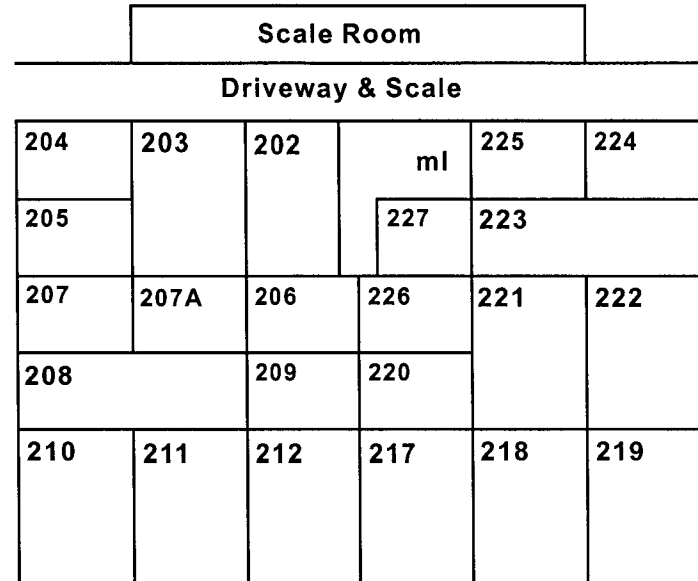 Scale Room
Driveway & Scale
204 203 202 ml 225 224
205 227 223
207 207A 206 226 221 222
208 209 220
210 211 212 217 218 219